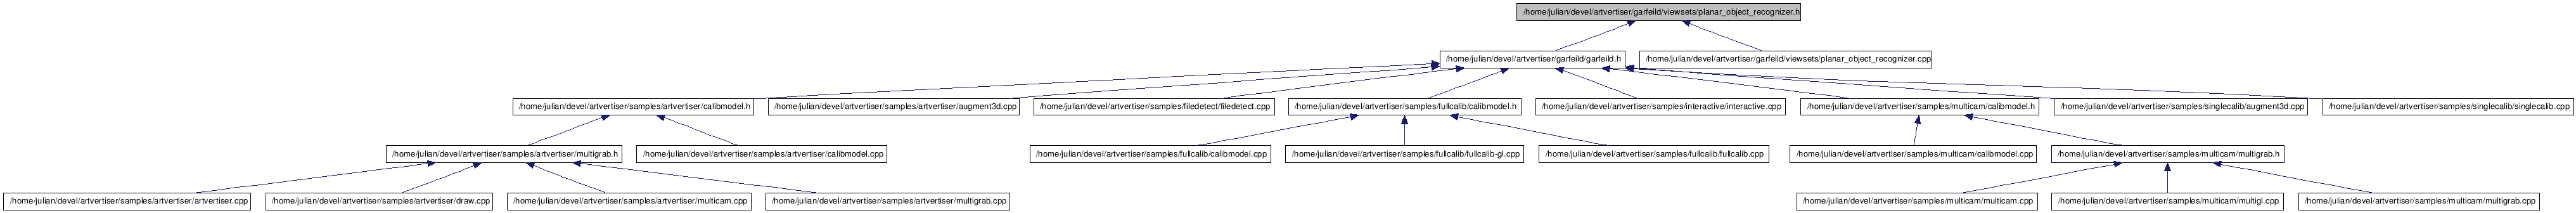 /home/julian/devel/artvertiser/garfeild/viewsets/planar_object_recognizer.h
/home/julian/devel/artvertiser/garfeild/garfeild.h
/home/julian/devel/artvertiser/garfeild/viewsets/planar_object_recognizer.cpp
/home/julian/devel/artvertiser/samples/artvertiser/calibmodel.h
/home/julian/devel/artvertiser/samples/artvertiser/augment3d.cpp
/home/julian/devel/artvertiser/samples/filedetect/filedetect.cpp
/home/julian/devel/artvertiser/samples/fullcalib/calibmodel.h
/home/julian/devel/artvertiser/samples/interactive/interactive.cpp
/home/julian/devel/artvertiser/samples/multicam/calibmodel.h
/home/julian/devel/artvertiser/samples/singlecalib/augment3d.cpp
/home/julian/devel/artvertiser/samples/singlecalib/singlecalib.cpp
/home/julian/devel/artvertiser/samples/artvertiser/multigrab.h
/home/julian/devel/artvertiser/samples/artvertiser/calibmodel.cpp
/home/julian/devel/artvertiser/samples/fullcalib/calibmodel.cpp
/home/julian/devel/artvertiser/samples/fullcalib/fullcalib-gl.cpp
/home/julian/devel/artvertiser/samples/fullcalib/fullcalib.cpp
/home/julian/devel/artvertiser/samples/multicam/calibmodel.cpp
/home/julian/devel/artvertiser/samples/multicam/multigrab.h
/home/julian/devel/artvertiser/samples/artvertiser/artvertiser.cpp
/home/julian/devel/artvertiser/samples/artvertiser/draw.cpp
/home/julian/devel/artvertiser/samples/artvertiser/multicam.cpp
/home/julian/devel/artvertiser/samples/artvertiser/multigrab.cpp
/home/julian/devel/artvertiser/samples/multicam/multicam.cpp
/home/julian/devel/artvertiser/samples/multicam/multigl.cpp
/home/julian/devel/artvertiser/samples/multicam/multigrab.cpp